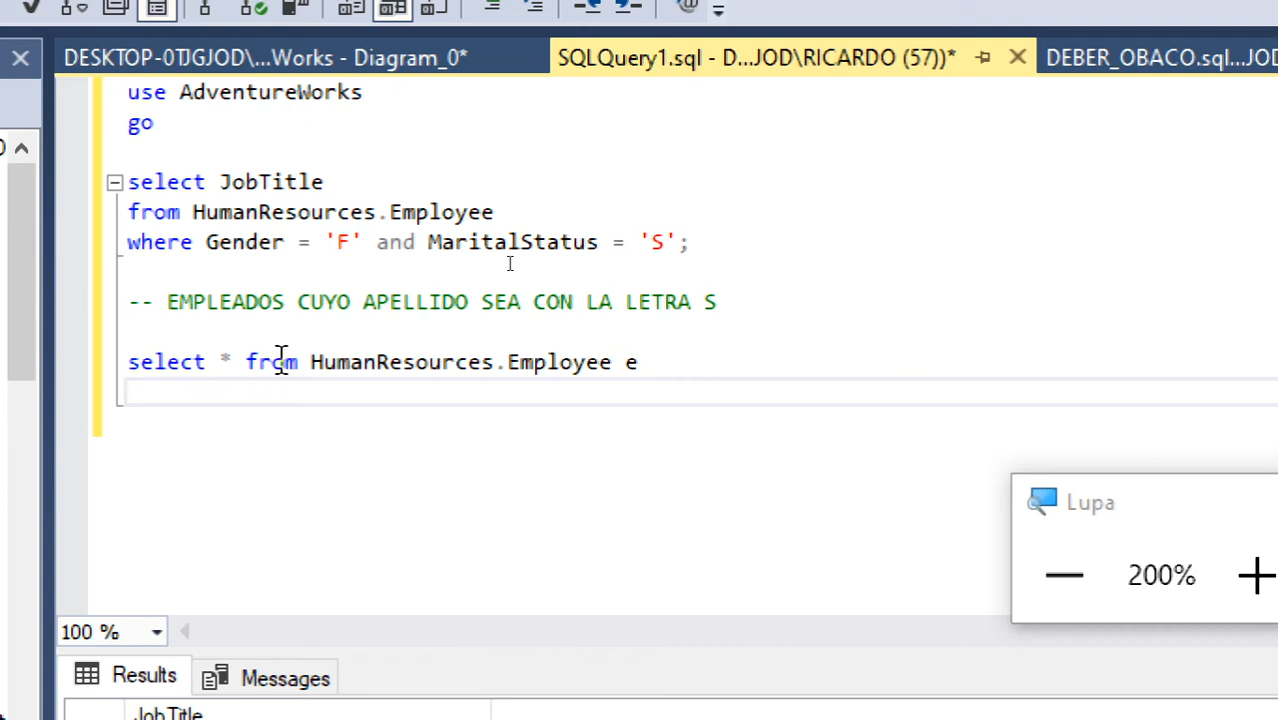 DESKTOP-0TJGJOD\...Works - Diagram_0*
SQLQuery1.sql - D...JOD\RICARDO (57))*
DEBER_OBACO.sql...JOD
use AdventureWorks
go
select JobTitle
from HumanResources.Employee
where Gender = 'F' and MaritalStatus = 'S';
-- EMPLEADOS CUYO APELLIDO SEA CON LA LETRA S
select * from HumanResources.Employee e
Lupa
200%
100 %
Results
Messages
JobTitle